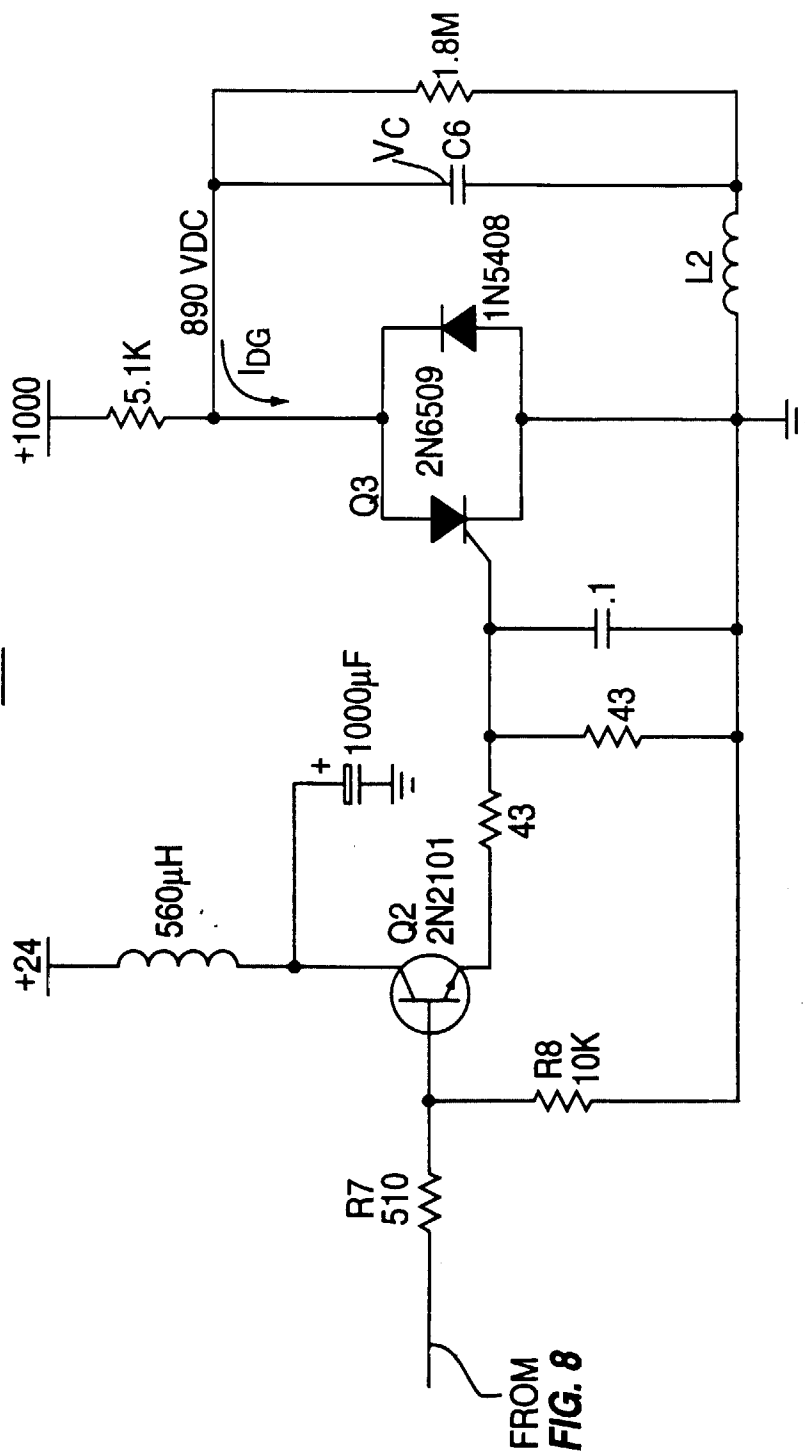 +1000
5.1K
890 VDC
IDG
VC
C6
1.8M
+24
560µH
+
1000µF
Q3
2N6509
1N5408
L2
Q2
2N2101
43
43
.1
R7
510
R8
10K
FROM
FIG. 8